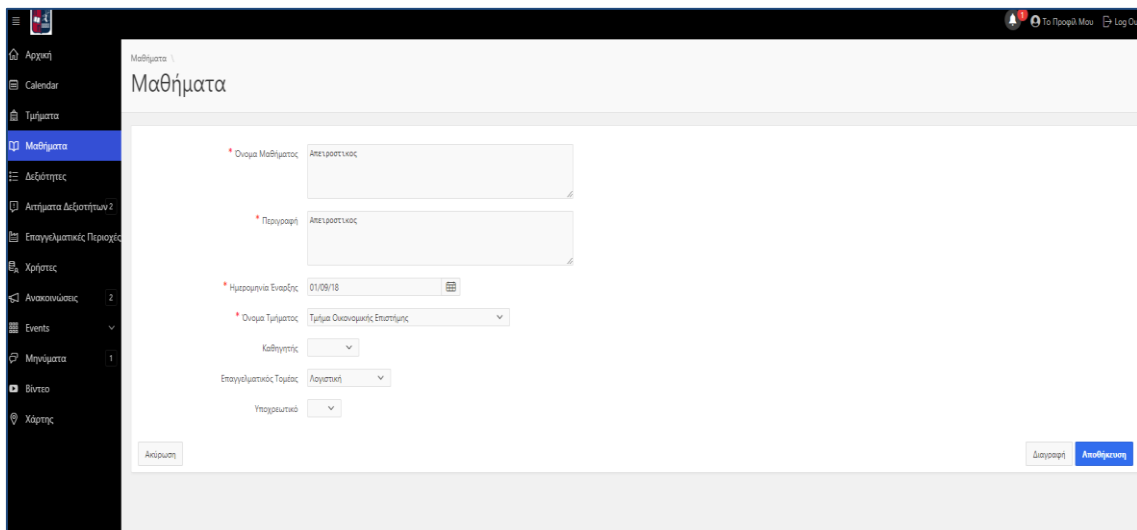 1 Το Προφίλ Μου Log Ou
Αρχική
Calendar
Τμήματα
Μαθήματα
Δεξιότητες
Αιτήματα Δεξιοτήτων 2
Επαγγελματικές Περιοχές
Χρήστες
Ανακοινώσεις 2
Events
Μηνύματα 1
Βίντεο
Χάρτης
Μαθήματα \
Μαθήματα
* Όνομα Μαθήματος Απειροστικος
* Περιγραφή Απειροστικος
* Ημερομηνία Έναρξης 01/09/18
* Όνομα Τμήματος Τμήμα Οικονομικής Επιστήμης
Καθηγητής
Επαγγελματικός Τομέας Λογιστική
Υποχρεωτικό
Ακύρωση Διαγραφή Αποθήκευση